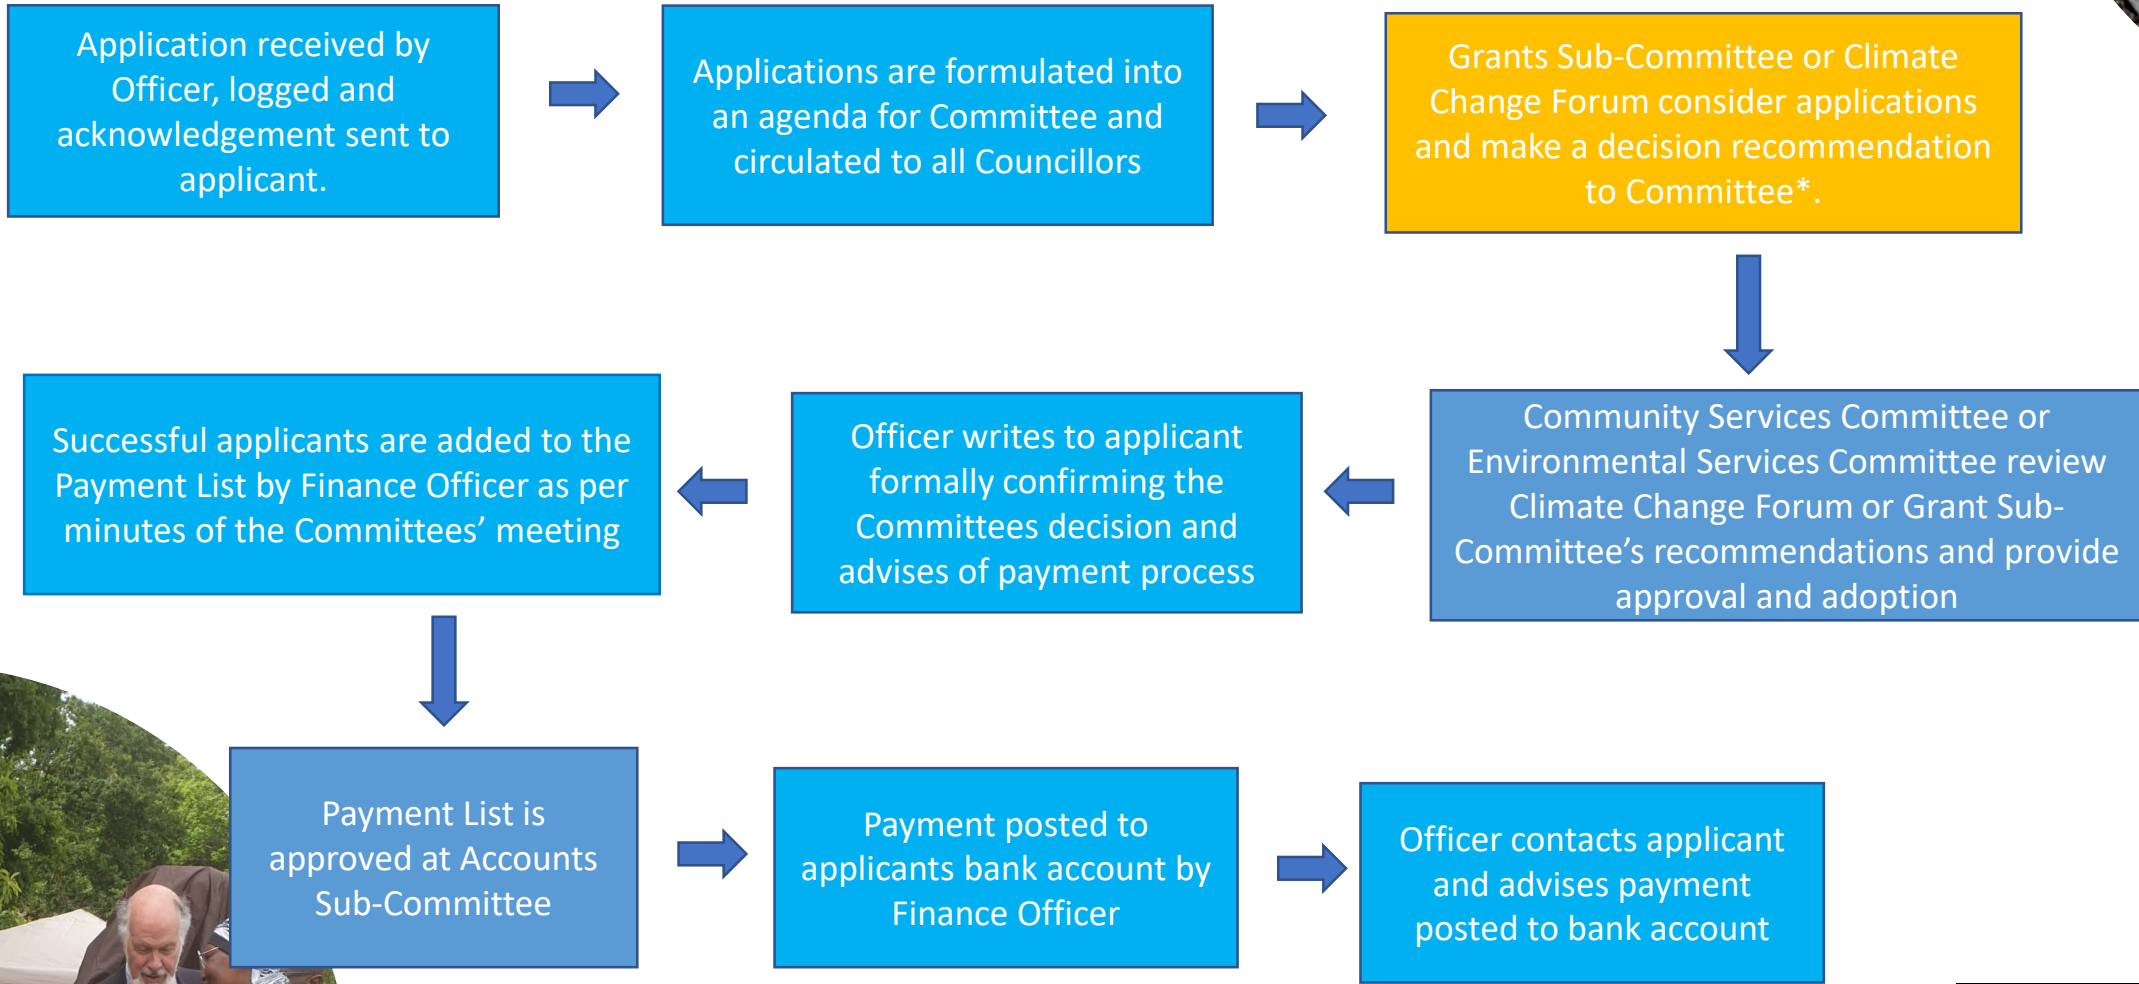 Application received by
Officer, logged and
acknowledgement sent to
applicant.
Applications are formulated into
an agenda for Committee and
circulated to all Councillors
Grants Sub-Committee or Climate
Change Forum consider applications
and make a decision recommendation
to Committee*.
Community Services Committee or
Environmental Services Committee review
Climate Change Forum or Grant Sub-
Committee’s recommendations and provide
approval and adoption
Officer writes to applicant
formally confirming the
Committees decision and
advises of payment process
Successful applicants are added to the
Payment List by Finance Officer as per
minutes of the Committees’ meeting
Payment List is
approved at Accounts
Sub-Committee
Payment posted to
applicants bank account by
Finance Officer
Officer contacts applicant
and advises payment
posted to bank account